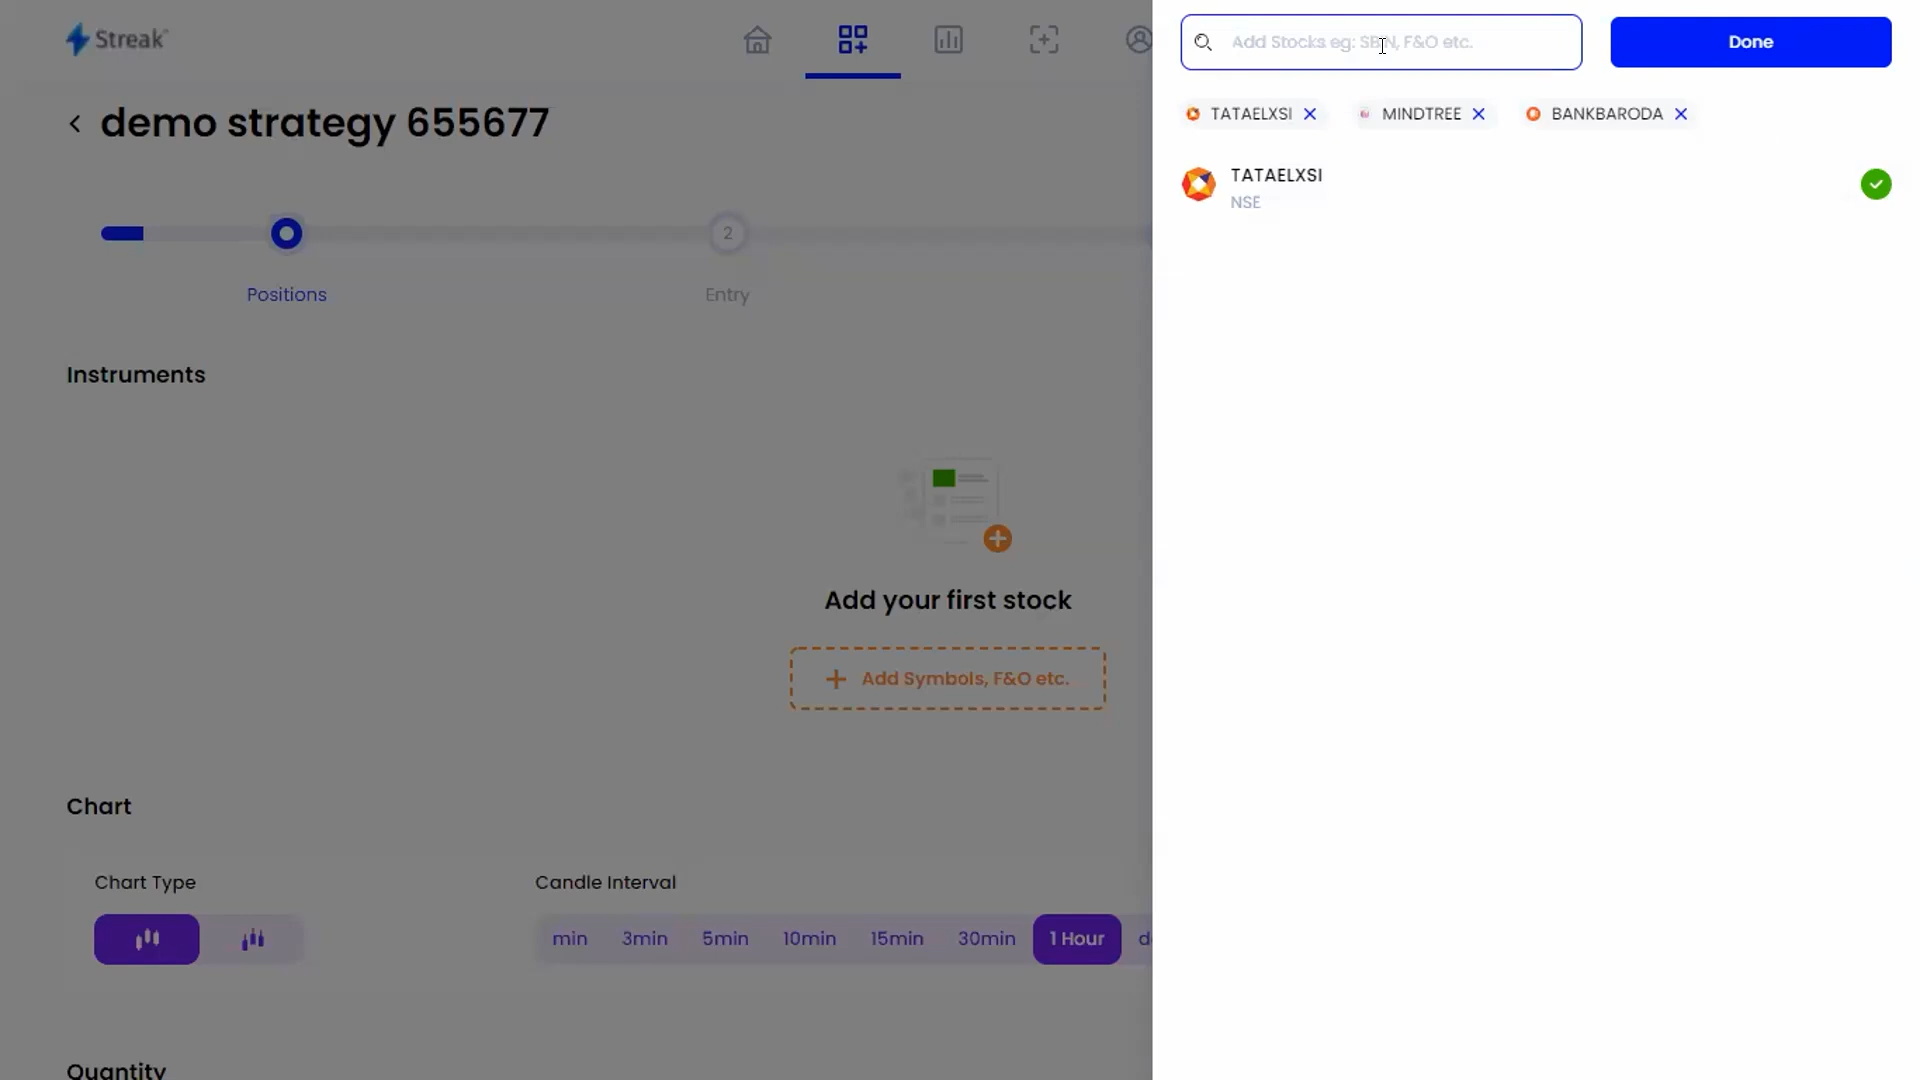 Streak
demo strategy 655677
2
Positions
Entry
Instruments
Add your first stock
Add Symbols, F&O etc.
Chart
Chart Type
Candle Interval
min 3min 5min 10min 15min 30min 1 Hour
Quantity
Add Stocks eg: SBIN, F&O etc.
Done
TATAELXSI MINDTREE BANKBARODA
TATAELXSI
NSE